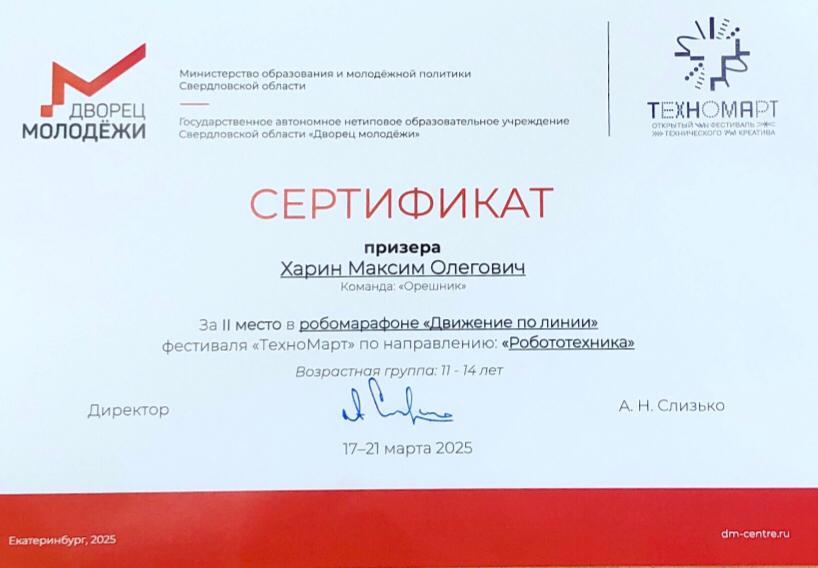 ДВОРЕЦ
МОЛОДЁЖИ
Министерство образования и молодёжной политики
Свердловской области
Государственное автономное нетиповое образовательное учреждение
Свердловской области «Дворец молодёжи»
ТЕХНОМАРТ
ОТКРЫТЫЙ ФЕСТИВАЛЬ
ТЕХНИЧЕСКОГО КРЕАТИВА
СЕРТИФИКАТ
призера
Харин Максим Олегович
Команда: «Орешник»
За II место в робомарафоне «Движение по линии»
фестиваля «ТехноМарт» по направлению: «Робототехника»
Возрастная группа: 11 - 14 лет
Директор
А. Н. Слизько
17–21 марта 2025
Екатеринбург, 2025
dm-centre.ru